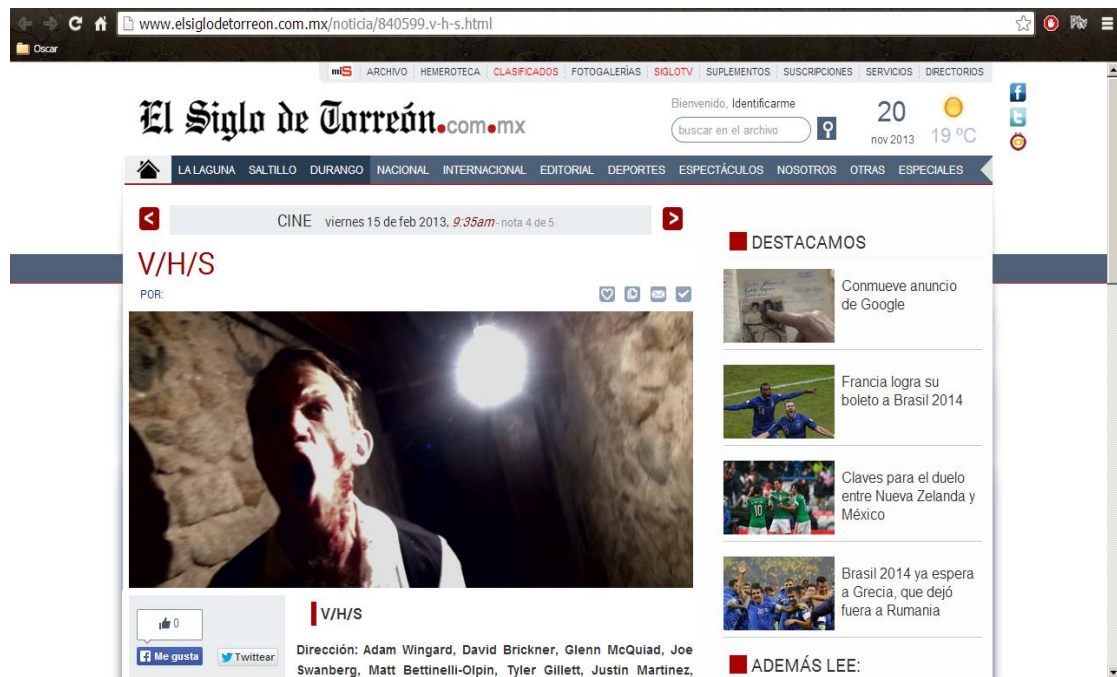 www.elsiglodetorreon.com.mx/noticia/840599.v-h-s.html
Oscar
miS ARCHIVO HEMEROTECA CLASIFICADOS FOTOGALERÍAS SIGLOTV SUPLEMENTOS SUSCRIPCIONES SERVICIOS DIRECTORIOS
El Siglo de Torreón.com.mx
Bienvenido, Identificarme
buscar en el archivo
20
nov 2013
19 ºC
LA LAGUNA SALTILLO DURANGO NACIONAL INTERNACIONAL EDITORIAL DEPORTES ESPECTÁCULOS NOSOTROS OTRAS ESPECIALES
CINE viernes 15 de feb 2013, 9:35am - nota 4 de 5
V/H/S
POR:
0
Me gusta
Twittear
V/H/S
Dirección: Adam Wingard, David Brickner, Glenn McQuiad, Joe
Swanberg, Matt Bettinelli-Olpin, Tyler Gillett, Justin Martinez,
DESTACAMOS
Conmueve anuncio
de Google
Francia logra su
boleto a Brasil 2014
Claves para el duelo
entre Nueva Zelanda y
México
Brasil 2014 ya espera
a Grecia, que dejó
fuera a Rumania
ADEMÁS LEE: